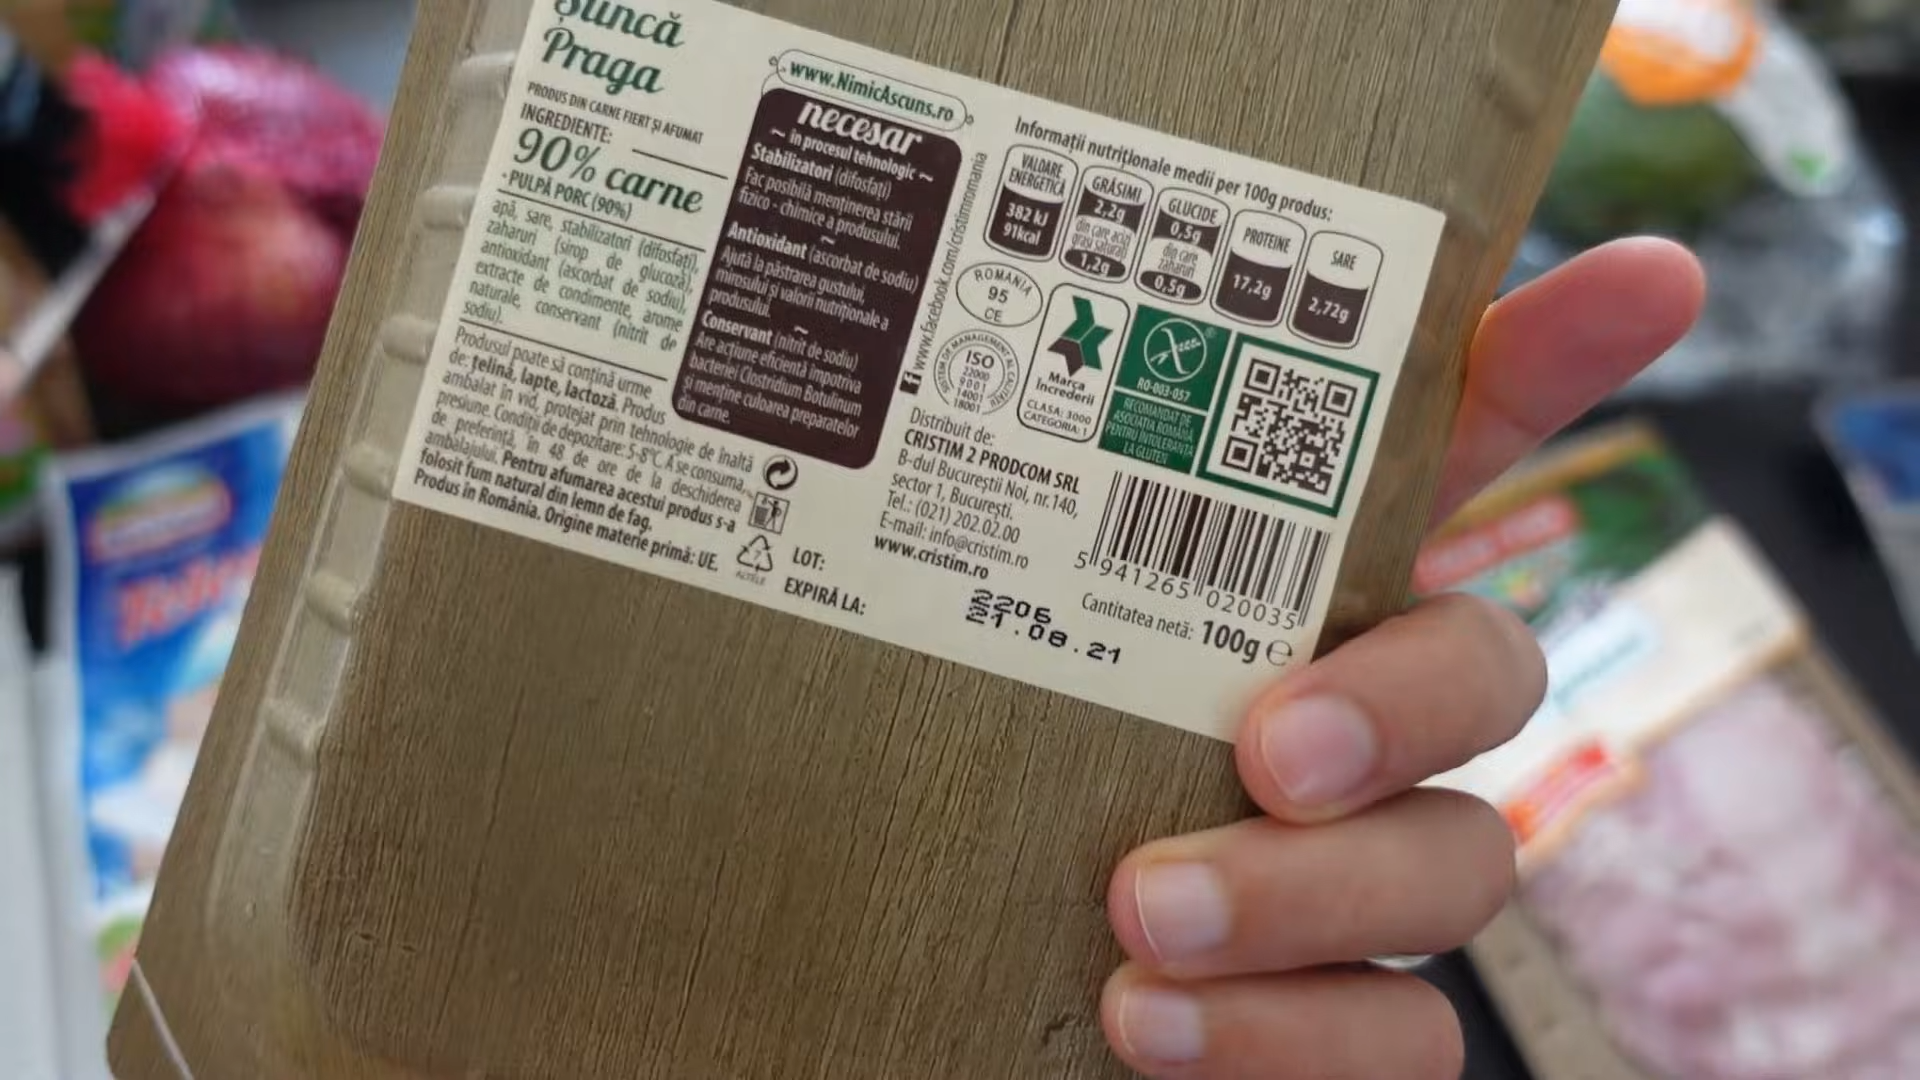 Șuncă
Praga
PRODUS DIN CARNE FIERT ȘI AFUMAT
INGREDIENTE:
90% carne
• PULPĂ PORC (90%)
apă, sare, stabilizatori (difosfați),
zaharuri (sirop de glucoză),
antioxidant (ascorbat de sodiu),
extracte de condimente, arome
naturale, conservant (nitrit de
sodiu).
Produsul poate să conțină urme
de: țelină, lapte, lactoză. Produs
ambalat în vid, protejat prin tehnologie de înaltă
presiune. Condiții de depozitare: 5-8°C. A se consuma,
de preferință, în 48 de ore de la deschiderea
ambalajului. Pentru afumarea acestui produs s-a
folosit fum natural din lemn de fag.
Produs în România. Origine materie primă: UE.
www.NimicAscuns.ro
necesar
~ în procesul tehnologic ~
Stabilizatori (difosfați)
Fac posibilă menținerea stării
fizico - chimice a produsului.
~
Antioxidant (ascorbat de sodiu)
Ajută la păstrarea gustului,
mirosului și valorii nutriționale a
produsului.
~
Conservant (nitrit de sodiu)
Are acțiune eficientă împotriva
bacteriei Clostridium Botulinum
și menține culoarea preparatelor
din carne.
7
ALTELE
LOT:
EXPIRĂ LA:
2206
21.08.21
f www.facebook.com/cristimromania
Informații nutriționale medii per 100g produs:
VALOARE
ENERGETICĂ
382 kJ
91kcal
GRĂSIMI
2,2g
din care acizi
grași saturați
1,2g
GLUCIDE
0,5g
din care
zaharuri
0,5g
PROTEINE
17,2g
SARE
2,72g
ROMANIA
95
CE
SISTEM DE MANAGEMENT AL CALITĂȚII
ISO
22000
9001
14001
18001
Marca
Încrederii
CLASA: 3000
CATEGORIA: 1
RO-003-057
RECOMANDAT DE
ASOCIAȚIA ROMÂNĂ
PENTRU INTOLERANȚĂ
LA GLUTEN
Distribuit de:
CRISTIM 2 PRODCOM SRL
B-dul Bucureștii Noi, nr.140,
sector 1, București.
Tel.: (021) 202.02.00
E-mail: info@cristim.ro
www.cristim.ro
5 941265 020035
Cantitatea netă: 100g ℮